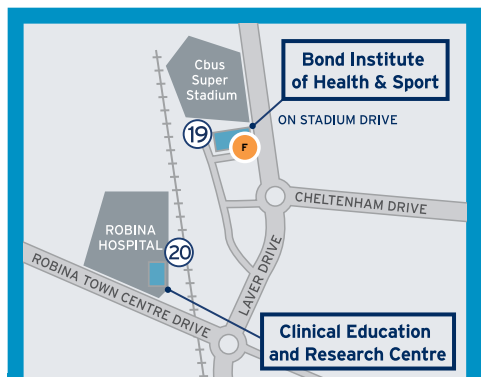 Cbus
Super
Stadium
Bond Institute
of Health & Sport
ON STADIUM DRIVE
19
F
CHELTENHAM DRIVE
ROBINA
HOSPITAL
20
LAVER DRIVE
ROBINA TOWN CENTRE DRIVE
Clinical Education
and Research Centre